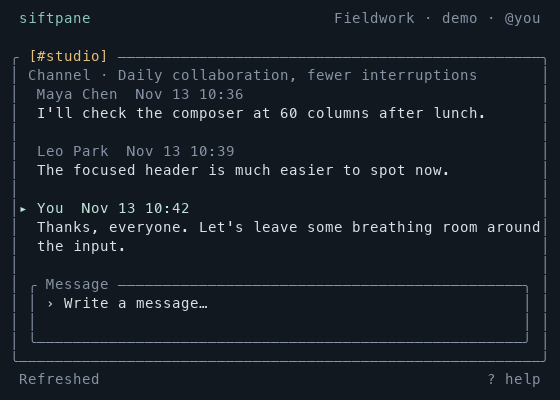 siftpane Fieldwork · demo · @you
[#studio]
Channel · Daily collaboration, fewer interruptions
Maya Chen Nov 13 10:36
I'll check the composer at 60 columns after lunch.
Leo Park Nov 13 10:39
The focused header is much easier to spot now.
▸ You Nov 13 10:42
Thanks, everyone. Let's leave some breathing room around
the input.
Message
› Write a message…
Refreshed ? help